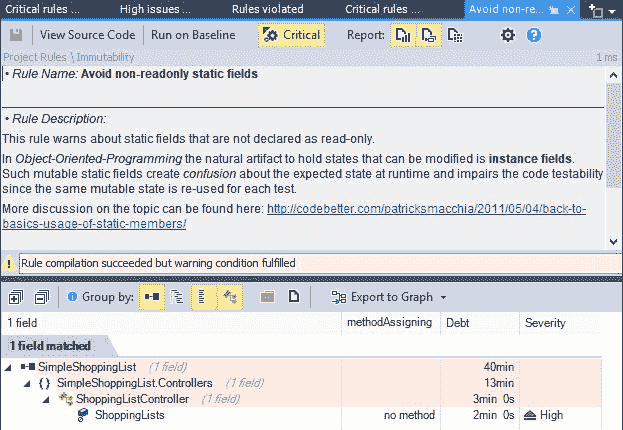 Critical rules ...
High issues ...
Rules violated
Critical rules ...
Avoid non-re...
View Source Code
Run on Baseline
Critical
Report:
Project Rules \ Immutability
1 ms
• Rule Name: Avoid non-readonly static fields
• Rule Description:
This rule warns about static fields that are not declared as read-only.
In Object-Oriented-Programming the natural artifact to hold states that can be modified is instance fields.
Such mutable static fields create confusion about the expected state at runtime and impairs the code testability
since the same mutable state is re-used for each test.
More discussion on the topic can be found here: http://codebetter.com/patricksmacchia/2011/05/04/back-to-
basics-usage-of-static-members/
Rule compilation succeeded but warning condition fulfilled
Group by:
Export to Graph
1 field
methodAssigning
Debt
Severity
1 field matched
SimpleShoppingList (1 field) 40min
{ } SimpleShoppingList.Controllers (1 field) 13min
ShoppingListController (1 field) 3min 0s
ShoppingLists no method 2min 0s High